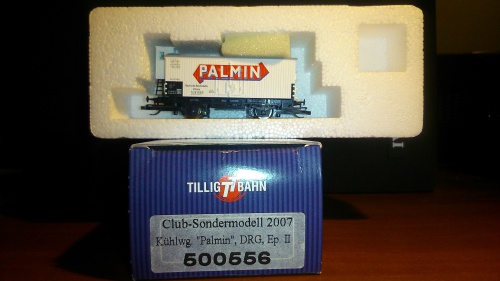 PALMIN
TILLIG TT BAHN
Club-Sondermodell 2007
Kühlwg. "Palmin", DRG, Ep. II
500556